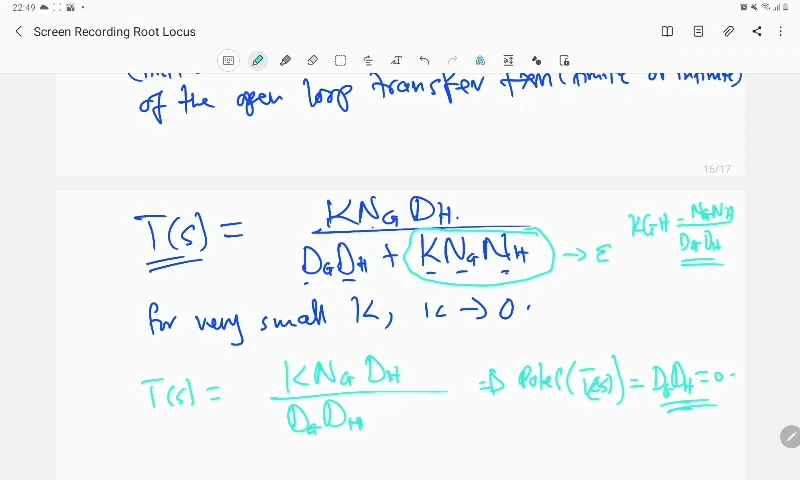 22:49
Screen Recording Root Locus
of the open loop transfer
16/17
T(s) = KN_G D_H / D_G D_H + KN_G N_H → ε
KGH = N_G N_H / D_G D_H
for very small K, K → 0.
T(s) = KN_G D_H / D_G D_H ⇒ Poles(T(s)) = D_G D_H = 0.